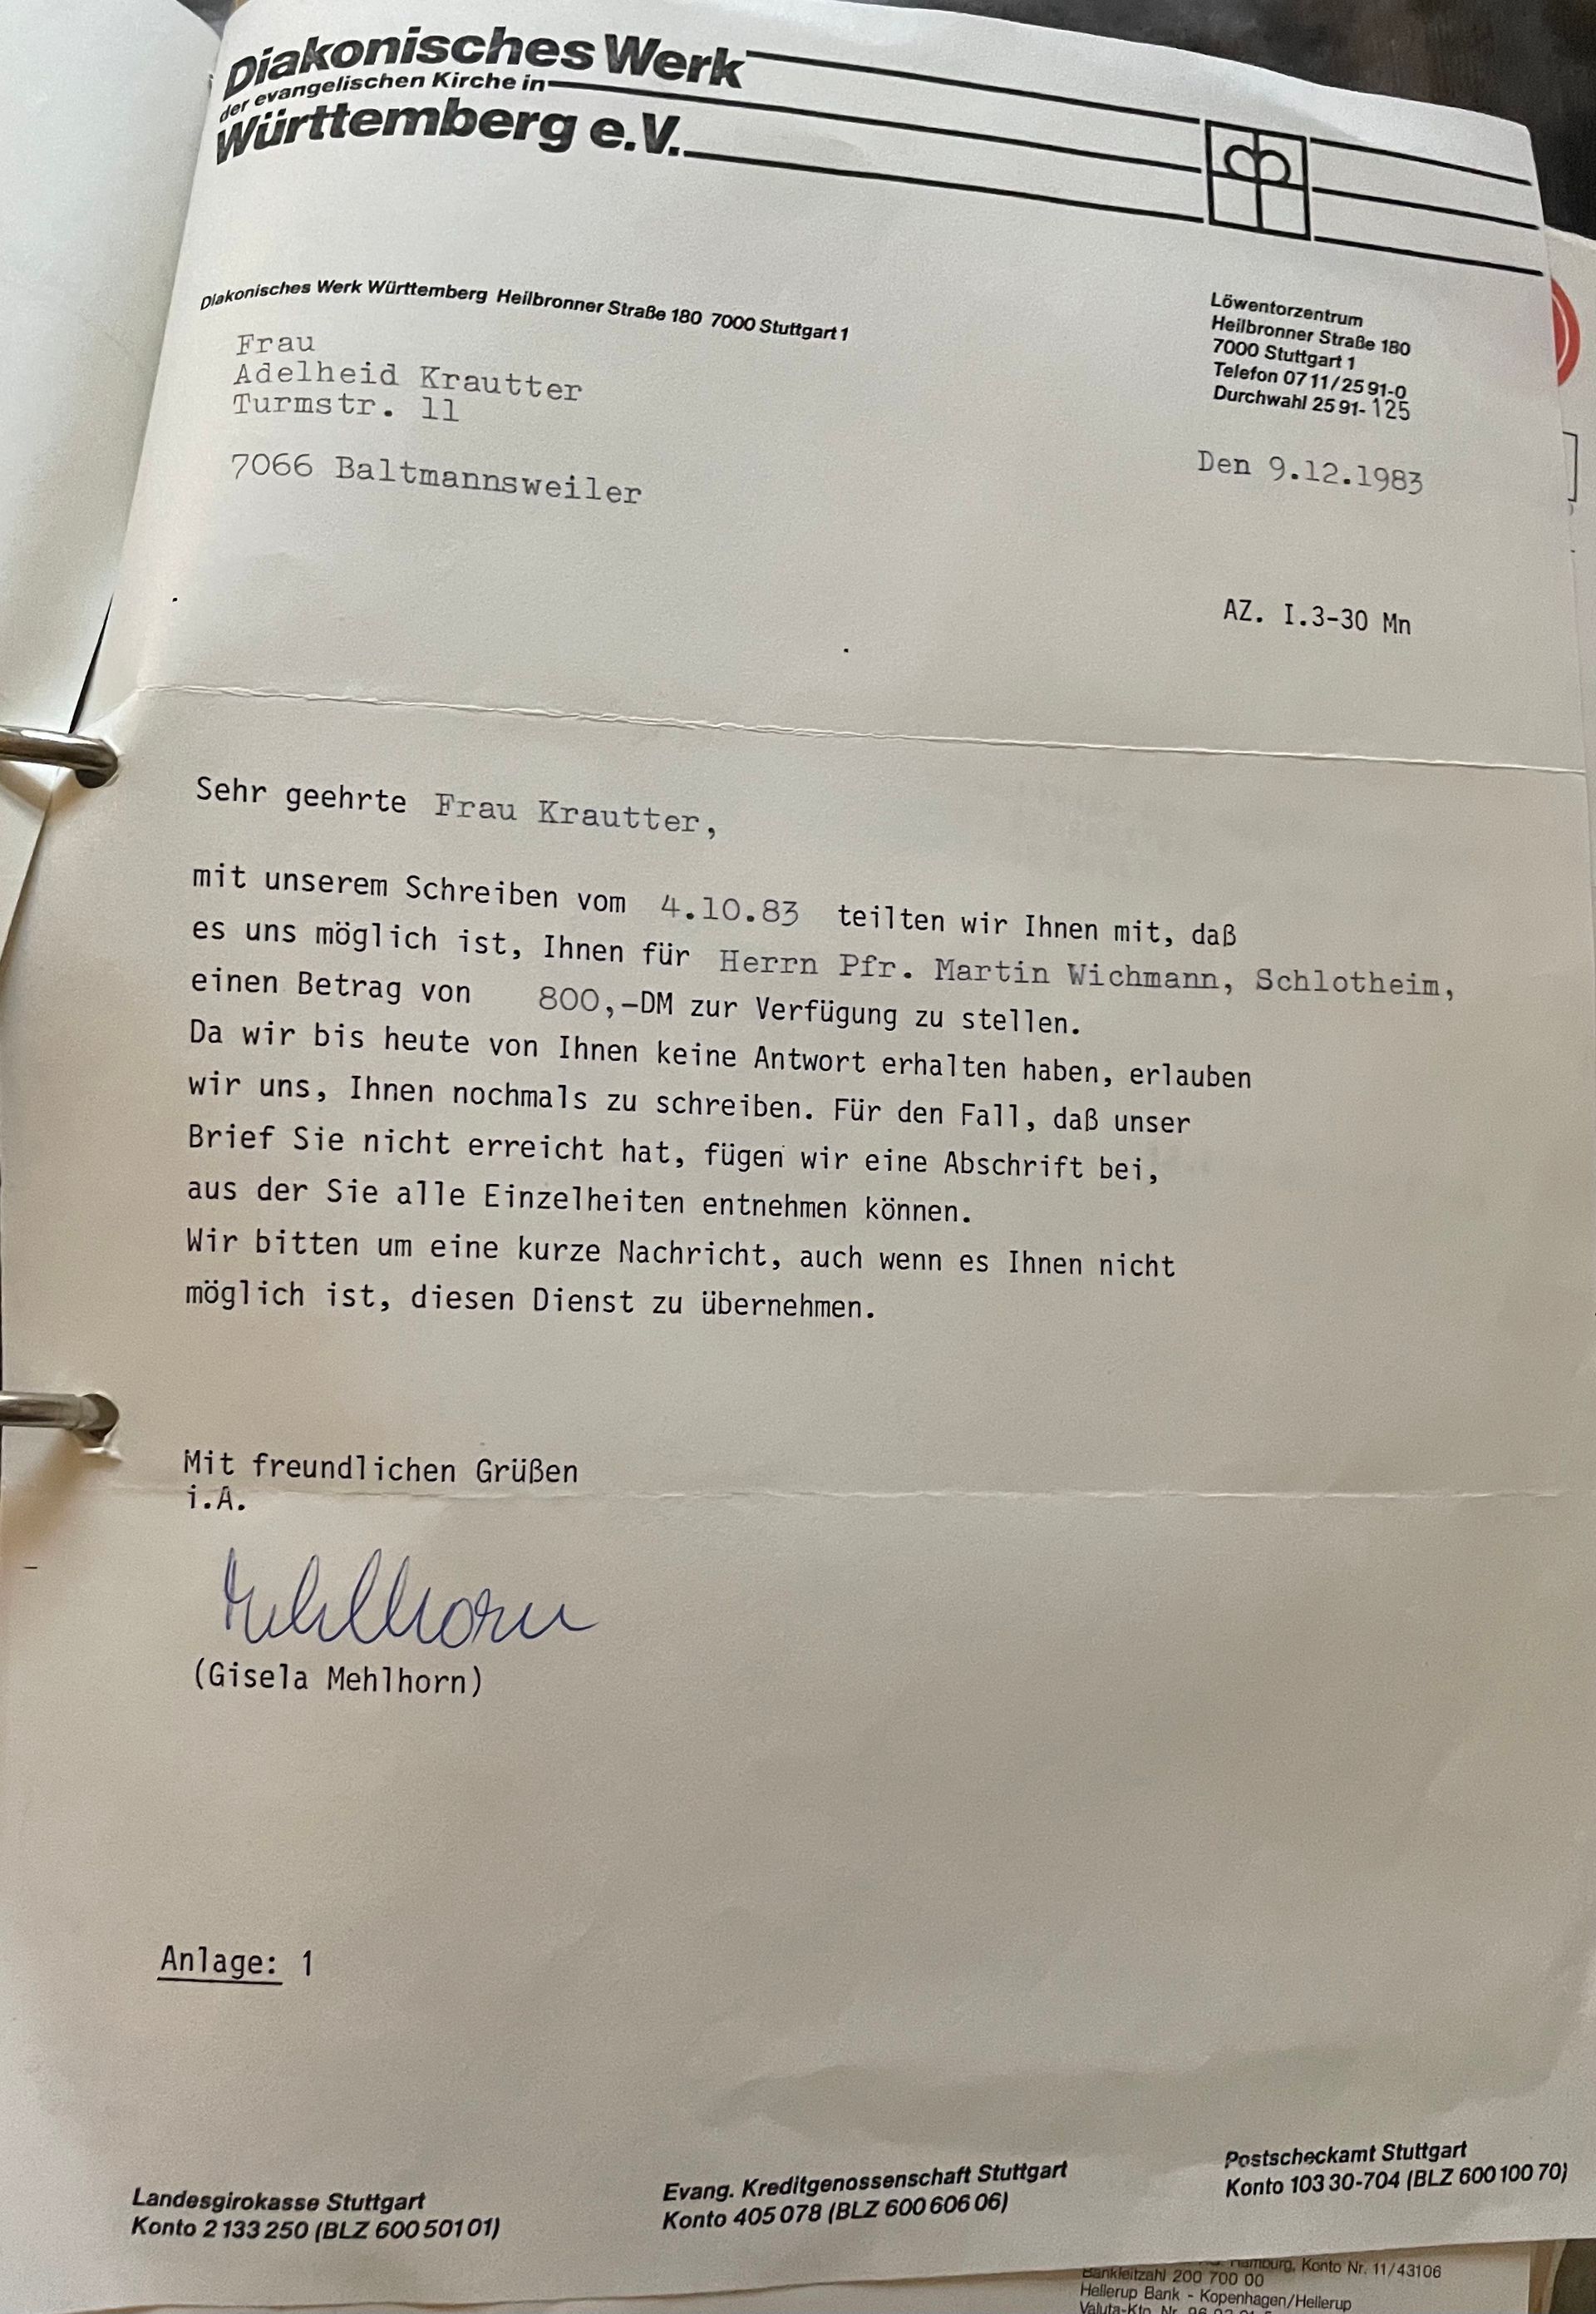 Diakonisches Werk
der evangelischen Kirche in
Württemberg e.V.
Diakonisches Werk Württemberg Heilbronner Straße 180 7000 Stuttgart 1
Löwentorzentrum
Heilbronner Straße 180
7000 Stuttgart 1
Telefon 07 11/25 91-0
Durchwahl 25 91-125
Frau
Adelheid Krautter
Turmstr. 11
7066 Baltmannsweiler
Den 9.12.1983
AZ. I.3-30 Mn
Sehr geehrte Frau Krautter,
mit unserem Schreiben vom 4.10.83 teilten wir Ihnen mit, daß
es uns möglich ist, Ihnen für Herrn Pfr. Martin Wichmann, Schlotheim,
einen Betrag von 800,-DM zur Verfügung zu stellen.
Da wir bis heute von Ihnen keine Antwort erhalten haben, erlauben
wir uns, Ihnen nochmals zu schreiben. Für den Fall, daß unser
Brief Sie nicht erreicht hat, fügen wir eine Abschrift bei,
aus der Sie alle Einzelheiten entnehmen können.
Wir bitten um eine kurze Nachricht, auch wenn es Ihnen nicht
möglich ist, diesen Dienst zu übernehmen.
Mit freundlichen Grüßen
i.A.
Mehlhorn
(Gisela Mehlhorn)
Anlage: 1
Landesgirokasse Stuttgart
Konto 2 133 250 (BLZ 600 501 01)
Evang. Kreditgenossenschaft Stuttgart
Konto 405 078 (BLZ 600 606 06)
Postscheckamt Stuttgart
Konto 103 30-704 (BLZ 600 100 70)
Hamburg, Konto Nr. 11/43106
Bankleitzahl 200 700 00
Hellerup Bank - Kopenhagen/Hellerup
Valuta-Kto. Nr.